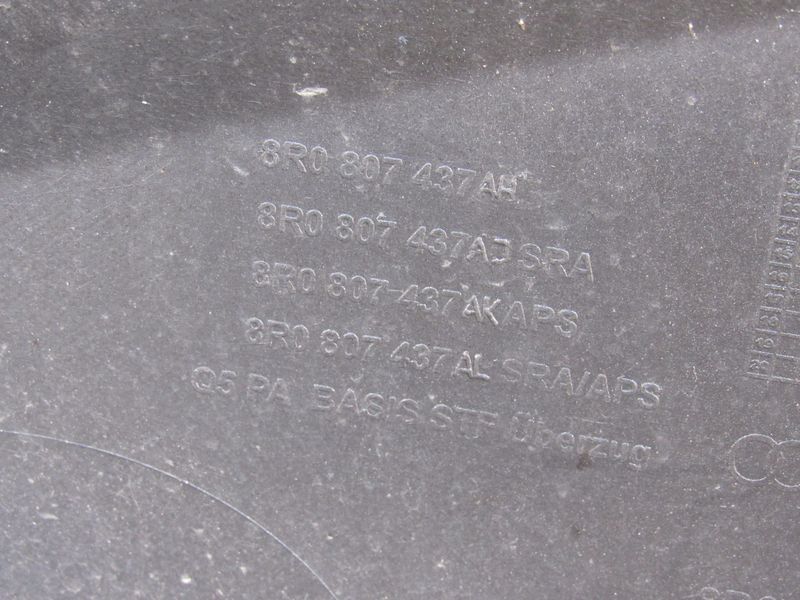 8R0 807 437AH
8R0 807 437AJ SRA
8R0 807 437AK APS
8R0 807 437AL SRA/APS
Q5 PA BASIS STF Überzug